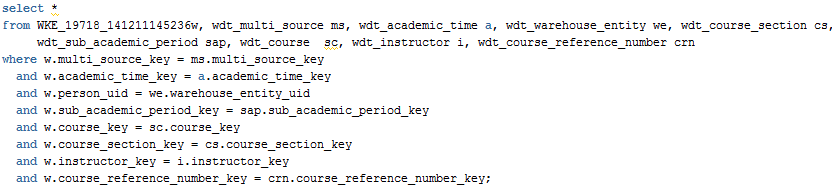 select *
from WKE_19718_141211145236w, wdt_multi_source ms, wdt_academic_time a, wdt_warehouse_entity we, wdt_course_section cs,
wdt_sub_academic_period sap, wdt_course sc, wdt_instructor i, wdt_course_reference_number crn
where w.multi_source_key = ms.multi_source_key
and w.academic_time_key = a.academic_time_key
and w.person_uid = we.warehouse_entity_uid
and w.sub_academic_period_key = sap.sub_academic_period_key
and w.course_key = sc.course_key
and w.course_section_key = cs.course_section_key
and w.instructor_key = i.instructor_key
and w.course_reference_number_key = crn.course_reference_number_key;